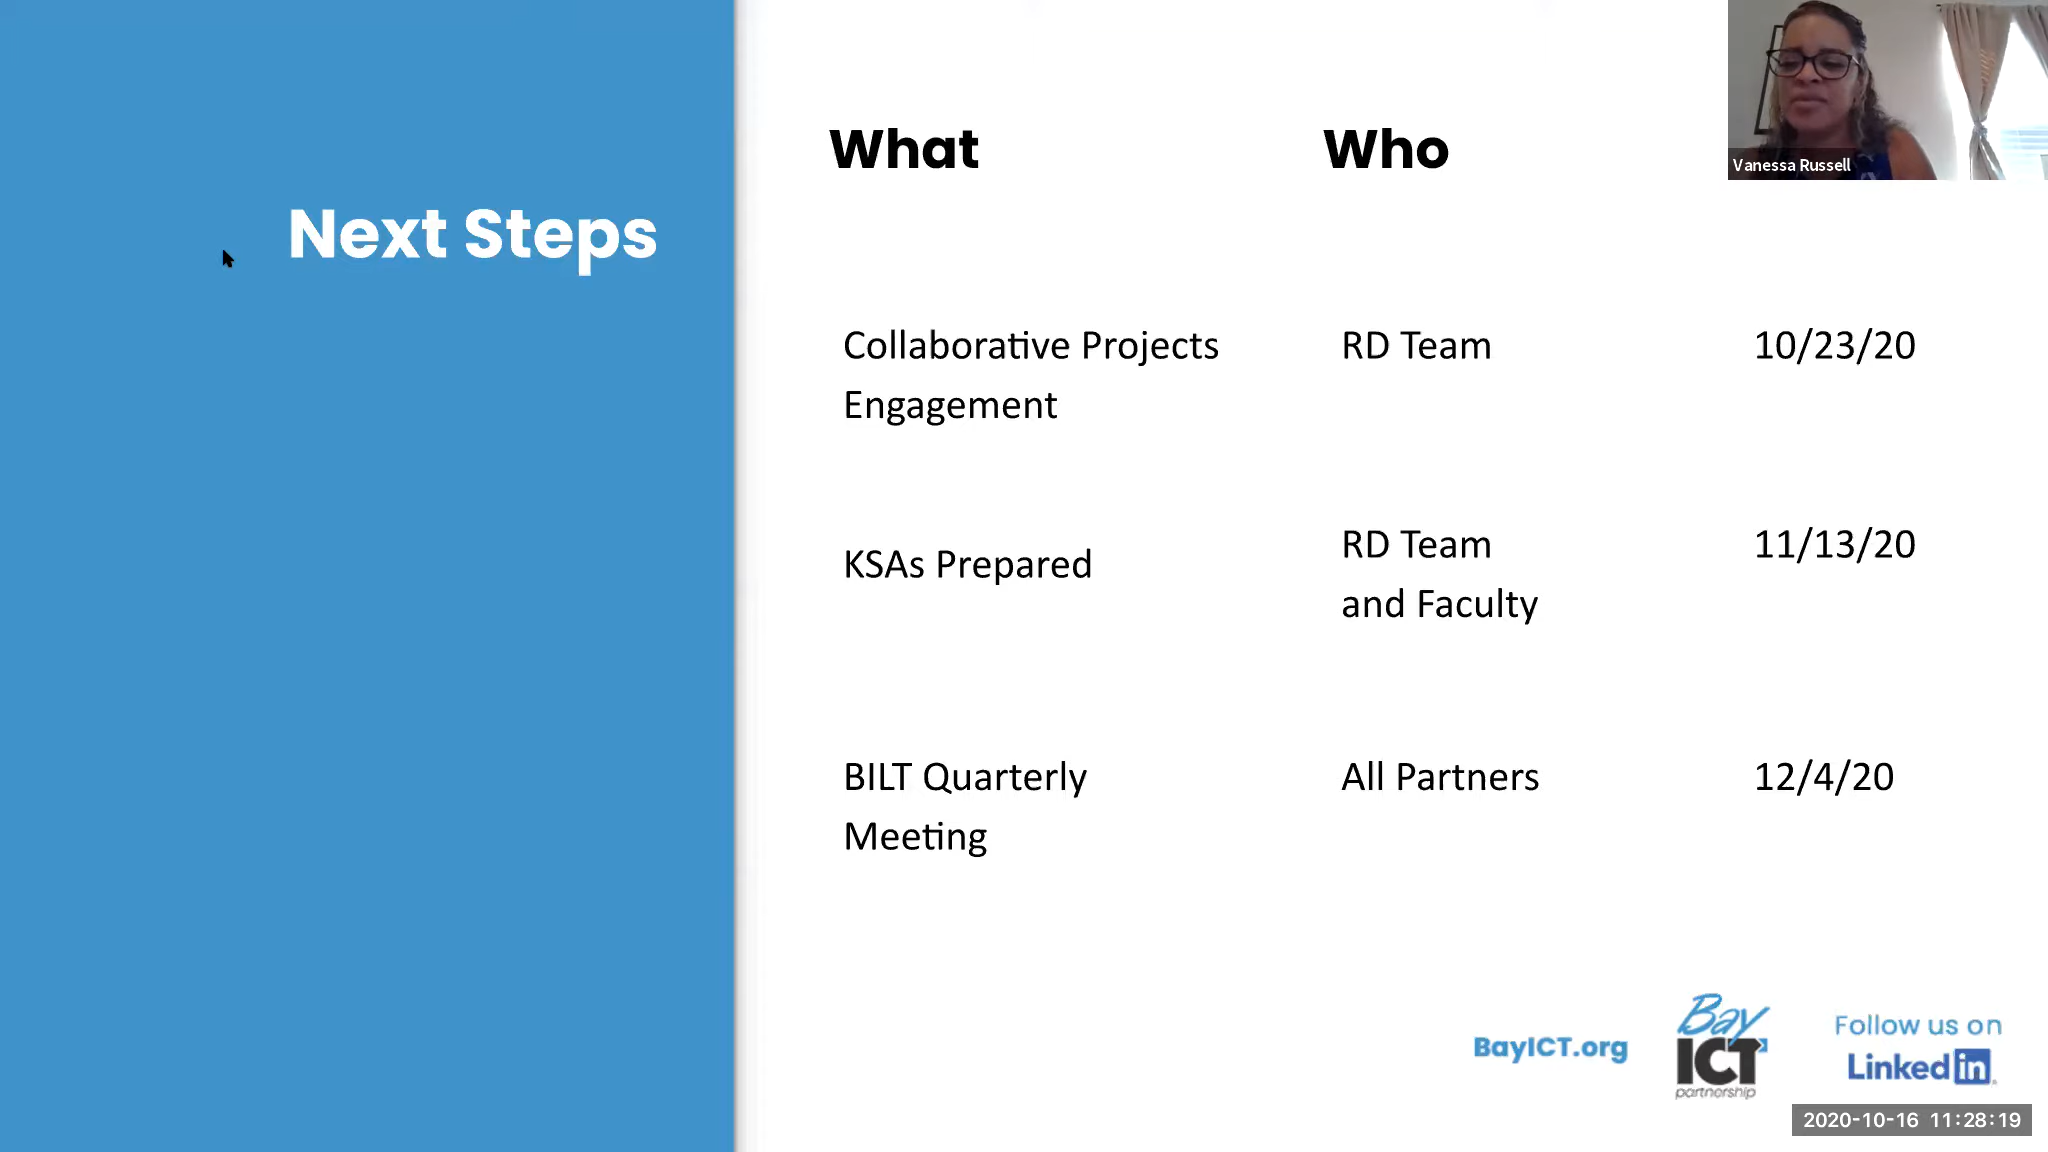 What
Who
Vanessa Russell
Next Steps
Collaborative Projects
Engagement
RD Team
10/23/20
KSAs Prepared
RD Team
and Faculty
11/13/20
BILT Quarterly
Meeting
All Partners
12/4/20
BayICT.org
Bay
ICT
partnership
Follow us on
Linkedin
2020-10-16 11:28:19